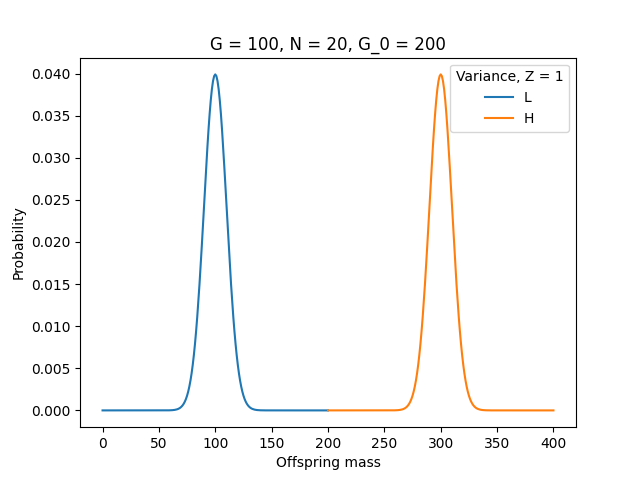 G = 100, N = 20, G_0 = 200
Variance, Z = 1
L
H
Probability
0.040
0.035
0.030
0.025
0.020
0.015
0.010
0.005
0.000
0 50 100 150 200 250 300 350 400
Offspring mass